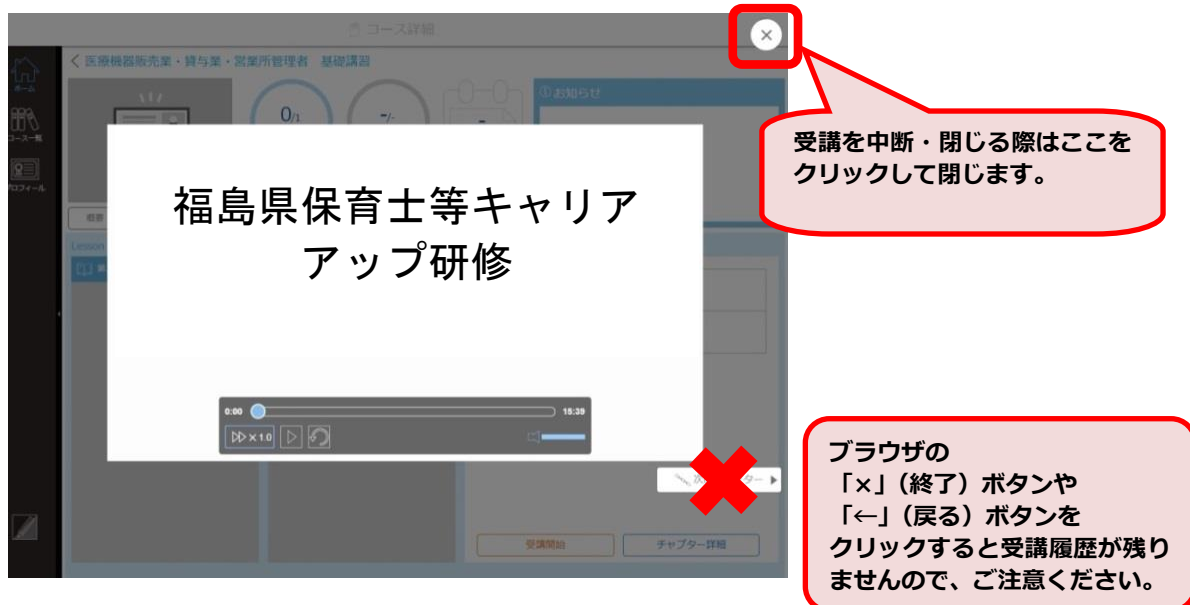 コース詳細
く 医療機器販売業・貸与業・営業所管理者 基礎講習
ホーム
コース一覧
プロフィール
0/1
-/-
-
お知らせ
概要
Lesson
福島県保育士等キャリア
アップ研修
0:00
15:39
×1.0
受講開始
チャプター詳細
×
受講を中断・閉じる際はここを
クリックして閉じます。
ブラウザの
「×」（終了）ボタンや
「←」（戻る）ボタンを
クリックすると受講履歴が残り
ませんので、ご注意ください。